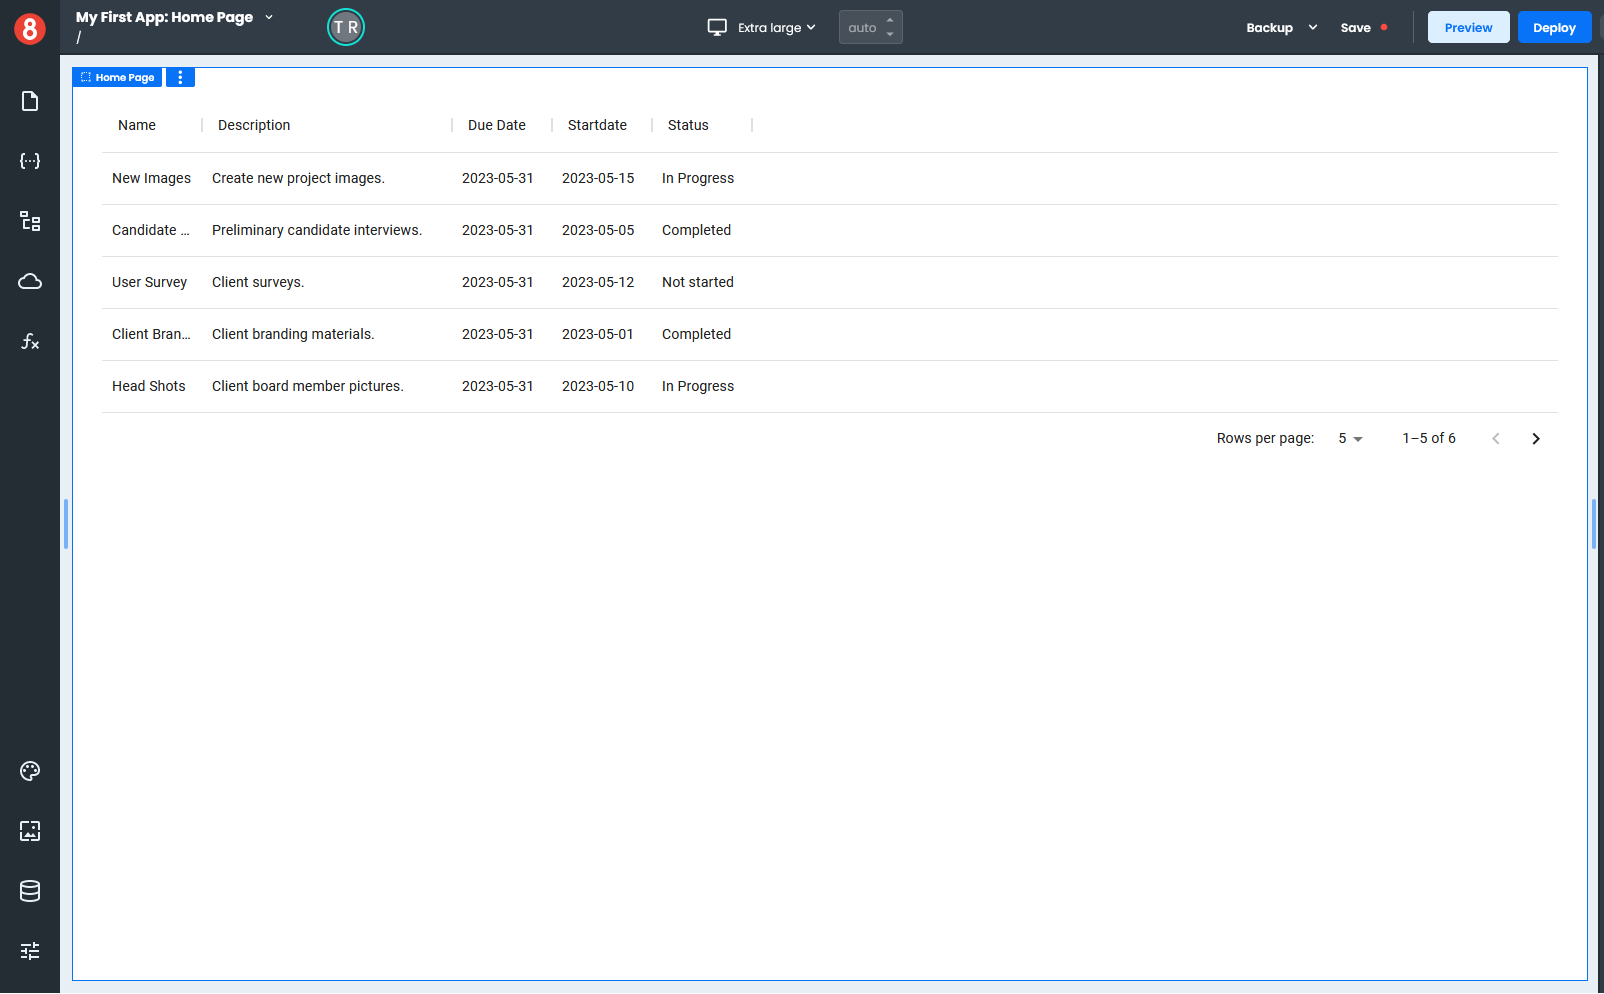 8
My First App: Home Page
/
T R
Extra large
auto
Backup
Save
Preview
Deploy
Home Page
Name Description Due Date Startdate Status
New Images Create new project images. 2023-05-31 2023-05-15 In Progress
Candidate ... Preliminary candidate interviews. 2023-05-31 2023-05-05 Completed
User Survey Client surveys. 2023-05-31 2023-05-12 Not started
Client Bran... Client branding materials. 2023-05-31 2023-05-01 Completed
Head Shots Client board member pictures. 2023-05-31 2023-05-10 In Progress
Rows per page: 5 1–5 of 6